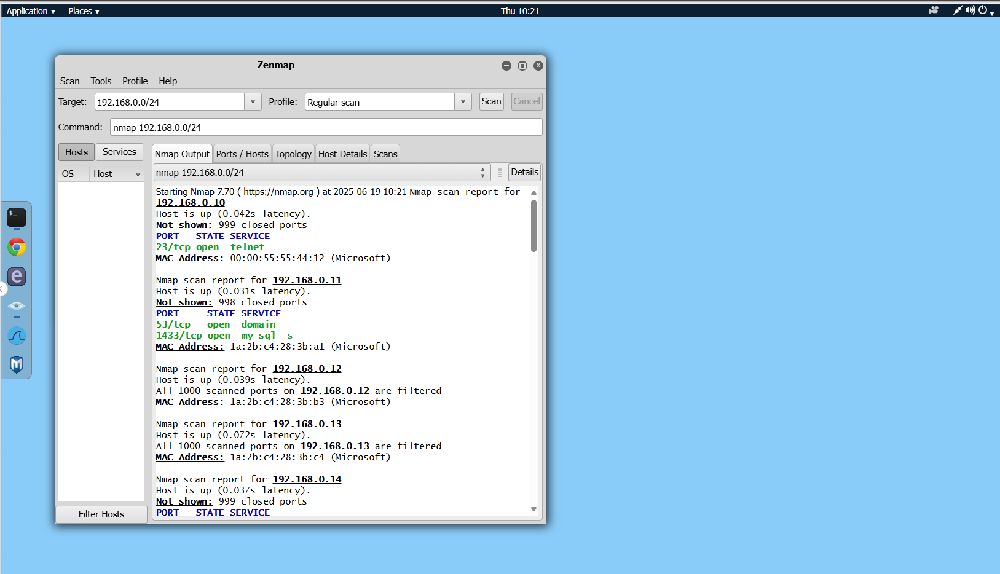 Application ▼ Places ▼ Thu 10:21
Zenmap
Scan Tools Profile Help
Target: 192.168.0.0/24 Profile: Regular scan Scan Cancel
Command: nmap 192.168.0.0/24
Hosts Services
Nmap Output Ports / Hosts Topology Host Details Scans
OS Host
nmap 192.168.0.0/24 Details
Starting Nmap 7.70 ( https://nmap.org ) at 2025-06-19 10:21 Nmap scan report for
192.168.0.10
Host is up (0.042s latency).
Not shown: 999 closed ports
PORT STATE SERVICE
23/tcp open telnet
MAC Address: 00:00:55:55:44:12 (Microsoft)
Nmap scan report for 192.168.0.11
Host is up (0.031s latency).
Not shown: 998 closed ports
PORT STATE SERVICE
53/tcp open domain
1433/tcp open my-sql -s
MAC Address: 1a:2b:c4:28:3b:a1 (Microsoft)
Nmap scan report for 192.168.0.12
Host is up (0.039s latency).
All 1000 scanned ports on 192.168.0.12 are filtered
MAC Address: 1a:2b:c4:28:3b:b3 (Microsoft)
Nmap scan report for 192.168.0.13
Host is up (0.072s latency).
All 1000 scanned ports on 192.168.0.13 are filtered
MAC Address: 1a:2b:c4:28:3b:c4 (Microsoft)
Nmap scan report for 192.168.0.14
Host is up (0.037s latency).
Not shown: 999 closed ports
PORT STATE SERVICE
Filter Hosts
$_
e
M